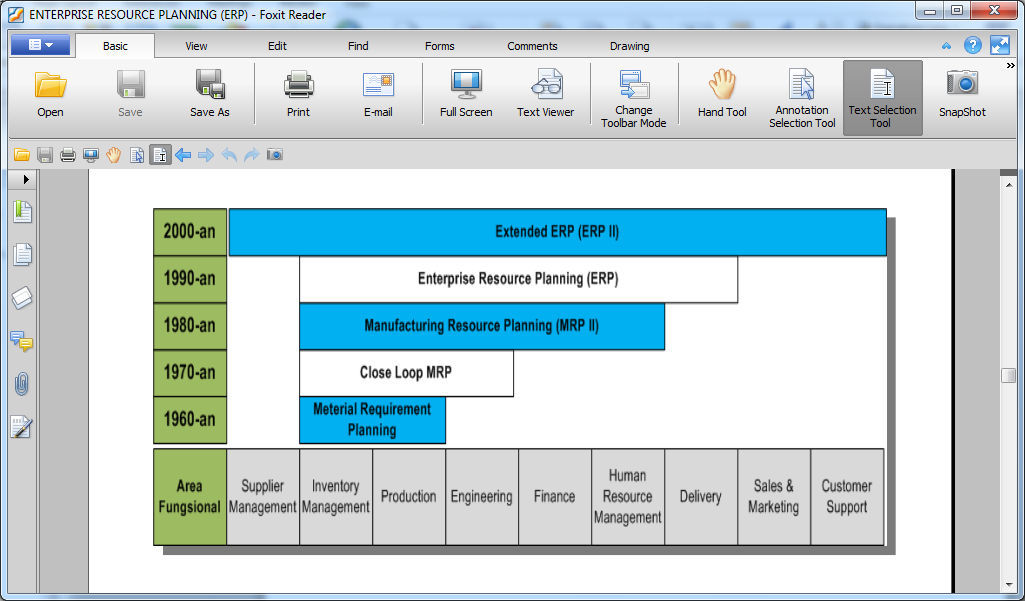 ENTERPRISE RESOURCE PLANNING (ERP) - Foxit Reader
Basic View Edit Find Forms Comments Drawing
Open Save Save As Print E-mail Full Screen Text Viewer Change Toolbar Mode Hand Tool Annotation Selection Tool Text Selection Tool SnapShot
2000-an Extended ERP (ERP II)
1990-an Enterprise Resource Planning (ERP)
1980-an Manufacturing Resource Planning (MRP II)
1970-an Close Loop MRP
1960-an Meterial Requirement
Planning
Area
Fungsional
Supplier
Management
Inventory
Management
Production
Engineering
Finance
Human
Resource
Management
Delivery
Sales &
Marketing
Customer
Support